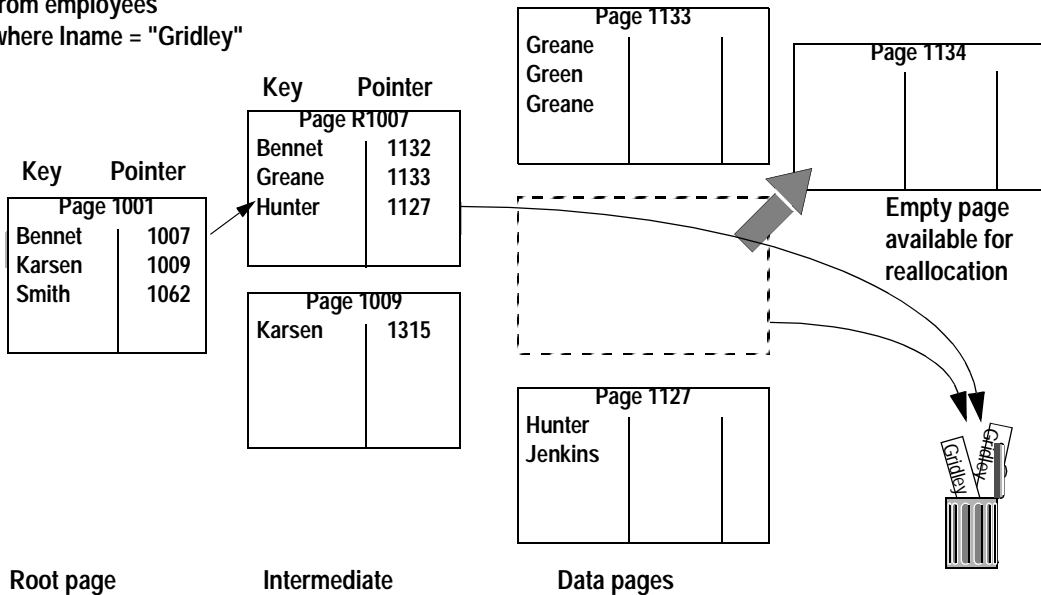 from employees
where lname = "Gridley"
Key Pointer
Page 1001
Bennet 1007
Karsen 1009
Smith 1062
Key Pointer
Page R1007
Bennet 1132
Greane 1133
Hunter 1127
Page 1009
Karsen 1315
Page 1133
Greane
Green
Greane
Page 1134
Empty page
available for
reallocation
Page 1127
Hunter
Jenkins
Gridley
Gridley
Root page
Intermediate
Data pages